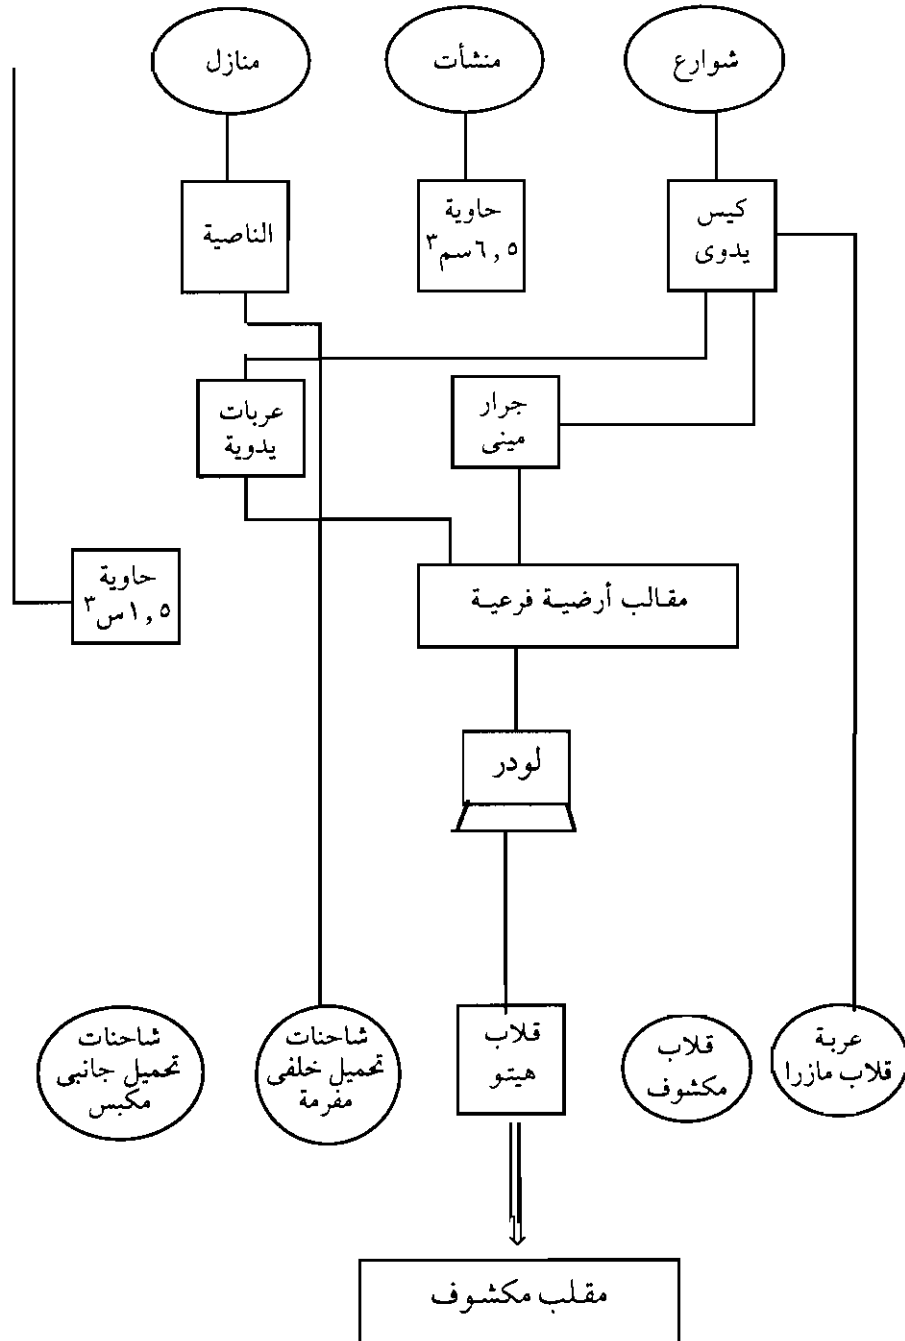 شوارع
منشأت
منازل
كيس
يدوى
حاوية
٦,٥سم٣
الناصية
جرار
مينى
عربات
يدوية
حاوية
١,٥س٣
مقالب أرضية فرعية
لودر
عربة
قلاب مازرا
قلاب
مكشوف
قلاب
هيتو
شاحنات
تحميل خلفى
مفرمة
شاحنات
تحميل جانبى
مكبس
مقلب مكشوف